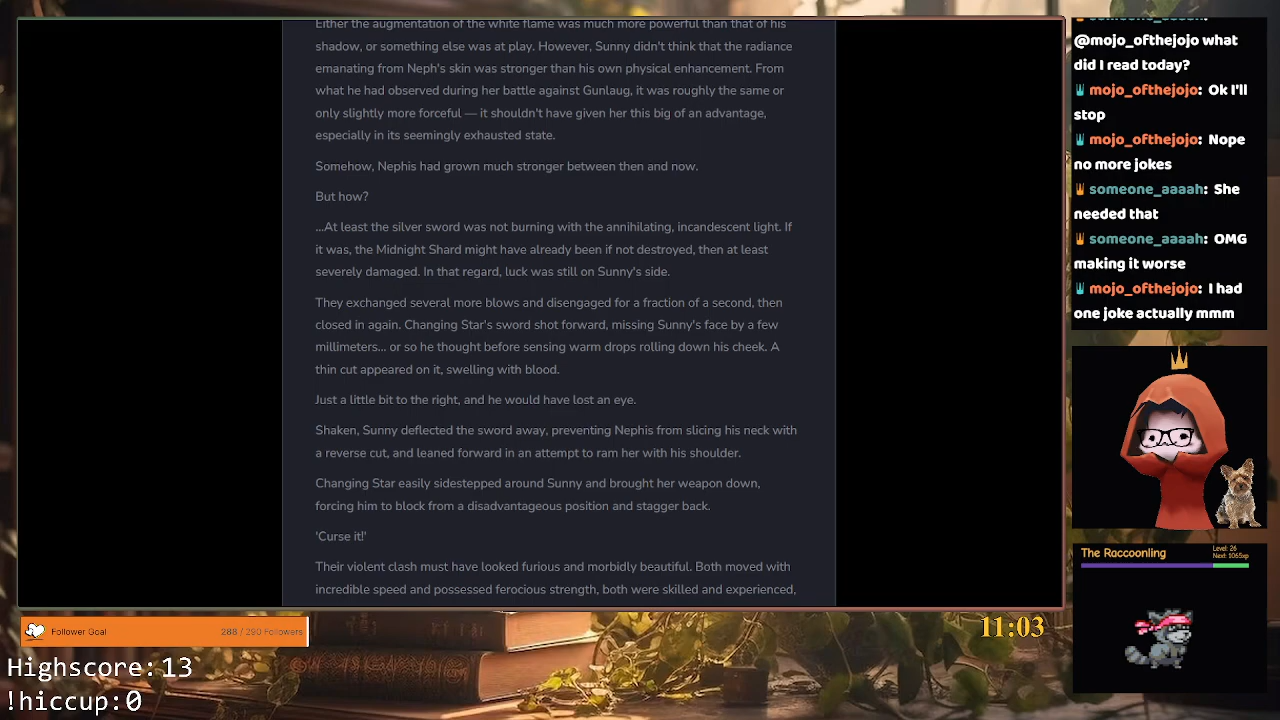 Either the augmentation of the white flame was much more powerful than that of his
shadow, or something else was at play. However, Sunny didn't think that the radiance
emanating from Neph's skin was stronger than his own physical enhancement. From
what he had observed during her battle against Gunlaug, it was roughly the same or
only slightly more forceful — it shouldn't have given her this big of an advantage,
especially in its seemingly exhausted state.
Somehow, Nephis had grown much stronger between then and now.
But how?
...At least the silver sword was not burning with the annihilating, incandescent light. If
it was, the Midnight Shard might have already been if not destroyed, then at least
severely damaged. In that regard, luck was still on Sunny's side.
They exchanged several more blows and disengaged for a fraction of a second, then
closed in again. Changing Star's sword shot forward, missing Sunny's face by a few
millimeters... or so he thought before sensing warm drops rolling down his cheek. A
thin cut appeared on it, swelling with blood.
Just a little bit to the right, and he would have lost an eye.
Shaken, Sunny deflected the sword away, preventing Nephis from slicing his neck with
a reverse cut, and leaned forward in an attempt to ram her with his shoulder.
Changing Star easily sidestepped around Sunny and brought her weapon down,
forcing him to block from a disadvantageous position and stagger back.
'Curse it!'
Their violent clash must have looked furious and morbidly beautiful. Both moved with
incredible speed and possessed ferocious strength, both were skilled and experienced,
someone_aaaah:
@mojo_ofthejojo what
did I read today?
mojo_ofthejojo: Ok I'll
stop
mojo_ofthejojo: Nope
no more jokes
someone_aaaah: She
needed that
someone_aaaah: OMG
making it worse
mojo_ofthejojo: I had
one joke actually mmm
The Raccoonling
Level: 26
Next: 1065xp
Follower Goal
288 / 290 Followers
11:03
Highscore:13
!hiccup:0